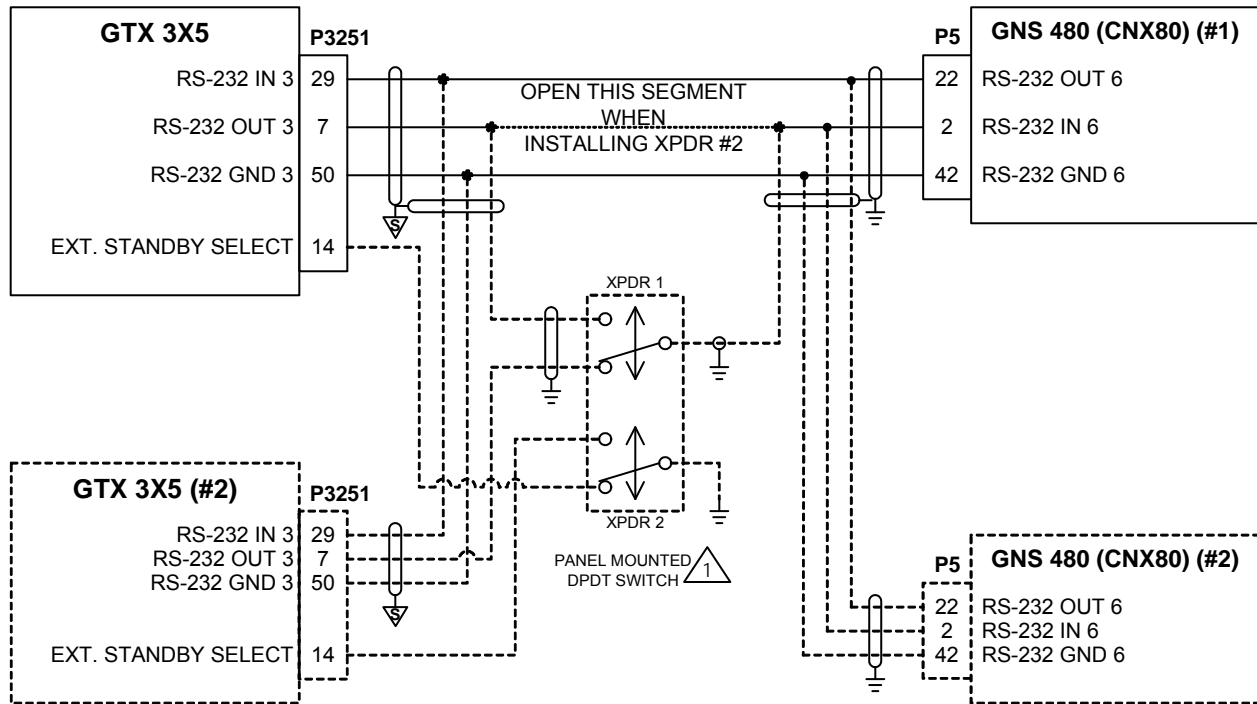 GTX 3X5
P3251
RS-232 IN 3 29
RS-232 OUT 3 7
RS-232 GND 3 50
EXT. STANDBY SELECT 14
S
OPEN THIS SEGMENT
WHEN
INSTALLING XPDR #2
P5
GNS 480 (CNX80) (#1)
22 RS-232 OUT 6
2 RS-232 IN 6
42 RS-232 GND 6
XPDR 1
XPDR 2
PANEL MOUNTED
DPDT SWITCH
1
GTX 3X5 (#2)
P3251
RS-232 IN 3 29
RS-232 OUT 3 7
RS-232 GND 3 50
EXT. STANDBY SELECT 14
S
P5
GNS 480 (CNX80) (#2)
22 RS-232 OUT 6
2 RS-232 IN 6
42 RS-232 GND 6